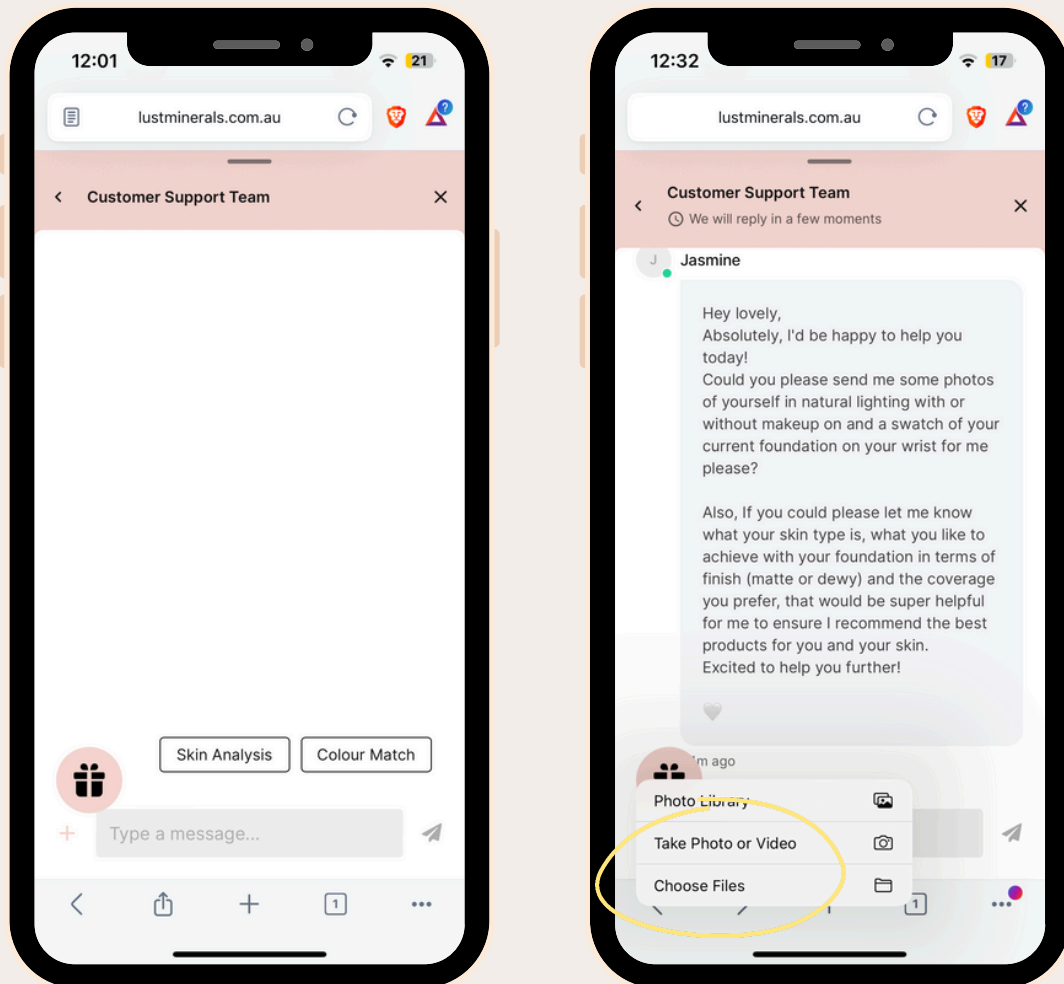 12:01
21
lustminerals.com.au
?
Customer Support Team
Skin Analysis
Colour Match
Type a message...
1
12:32
17
lustminerals.com.au
?
Customer Support Team
We will reply in a few moments
J
Jasmine
Hey lovely,
Absolutely, I'd be happy to help you
today!
Could you please send me some photos
of yourself in natural lighting with or
without makeup on and a swatch of your
current foundation on your wrist for me
please?
Also, If you could please let me know
what your skin type is, what you like to
achieve with your foundation in terms of
finish (matte or dewy) and the coverage
you prefer, that would be super helpful
for me to ensure I recommend the best
products for you and your skin.
Excited to help you further!
m ago
Photo Library
Take Photo or Video
Choose Files
1